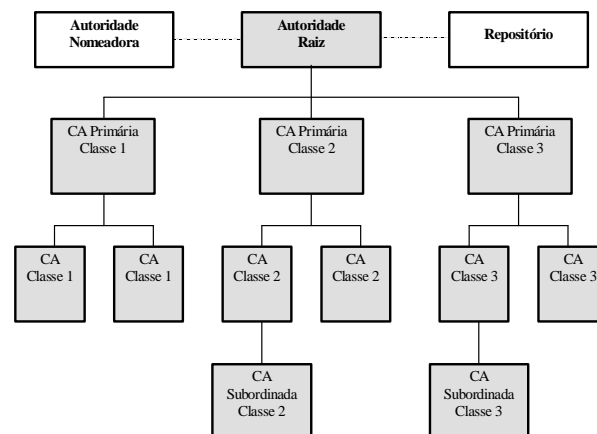 Autoridade
Nomeadora
Autoridade
Raiz
Repositório
CA Primária
Classe 1
CA Primária
Classe 2
CA Primária
Classe 3
CA
Classe 1
CA
Classe 1
CA
Classe 2
CA
Classe 2
CA
Classe 3
CA
Classe 3
CA
Subordinada
Classe 2
CA
Subordinada
Classe 3